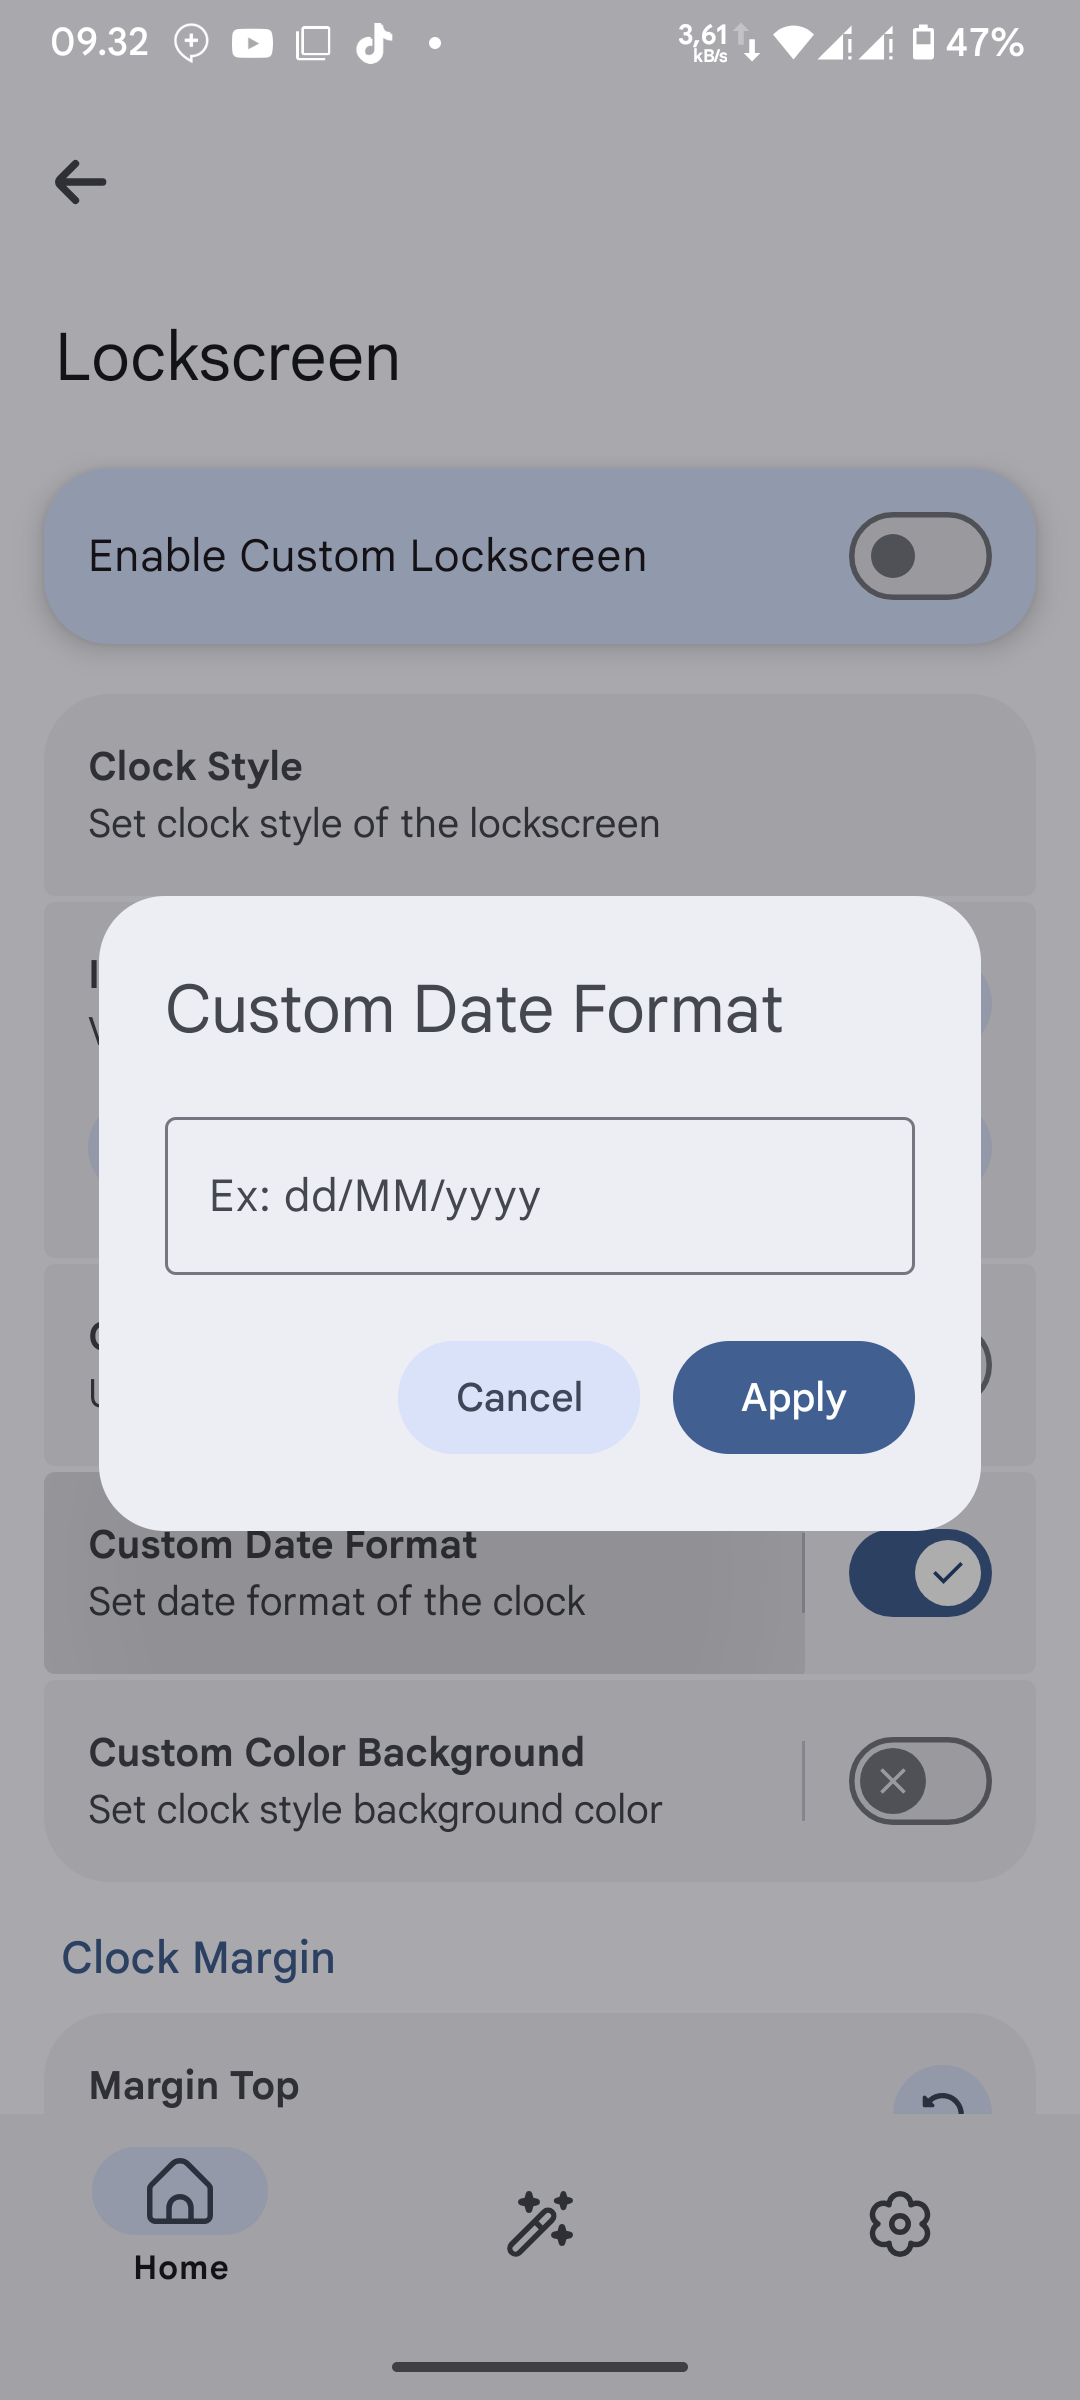 09.32
3,61
kB/s
47%
Lockscreen
Enable Custom Lockscreen
Clock Style
Set clock style of the lockscreen
Custom Date Format
Ex: dd/MM/yyyy
Cancel
Apply
Custom Date Format
Set date format of the clock
Custom Color Background
Set clock style background color
Clock Margin
Margin Top
Home